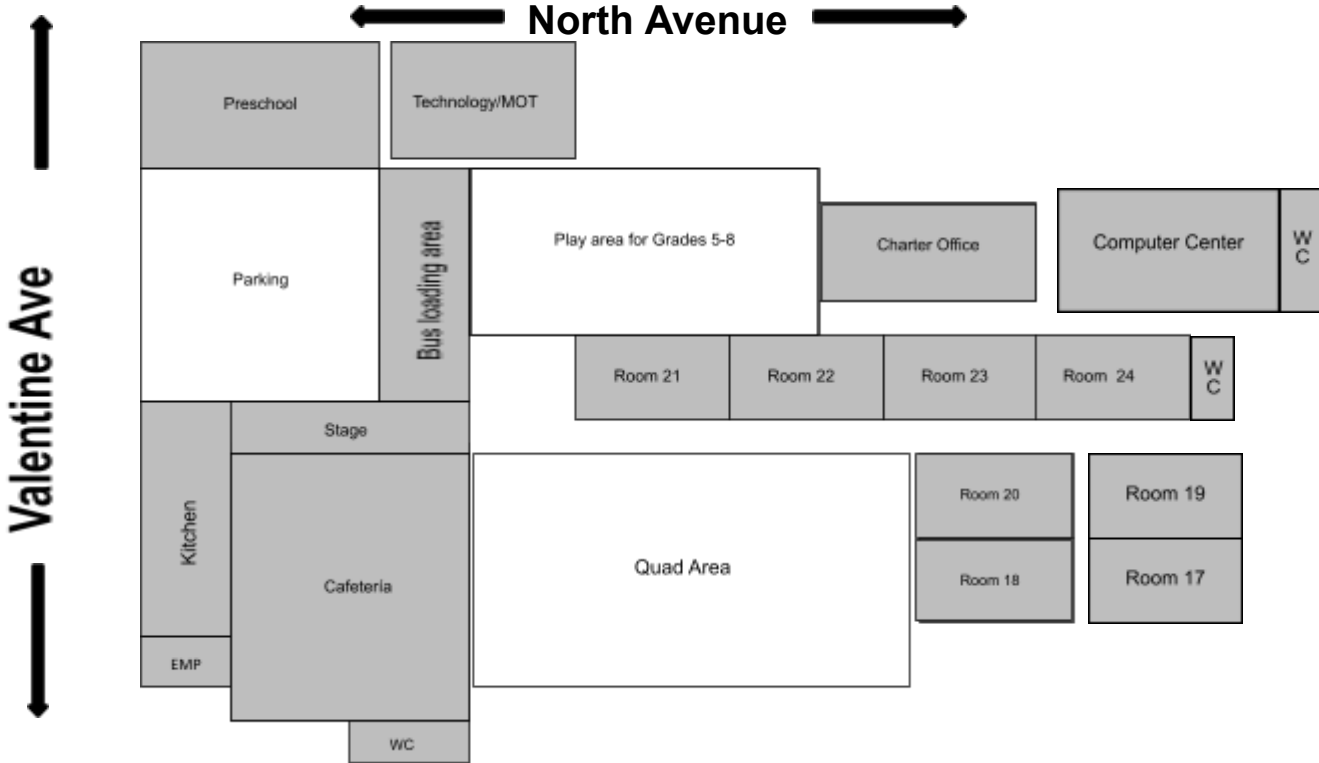 North Avenue
Valentine Ave
Preschool
Technology/MOT
Parking
Bus loading area
Play area for Grades 5-8
Charter Office
Computer Center
W
C
Room 21
Room 22
Room 23
Room 24
W
C
Stage
Kitchen
Cafeteria
Quad Area
Room 20
Room 19
Room 18
Room 17
EMP
WC